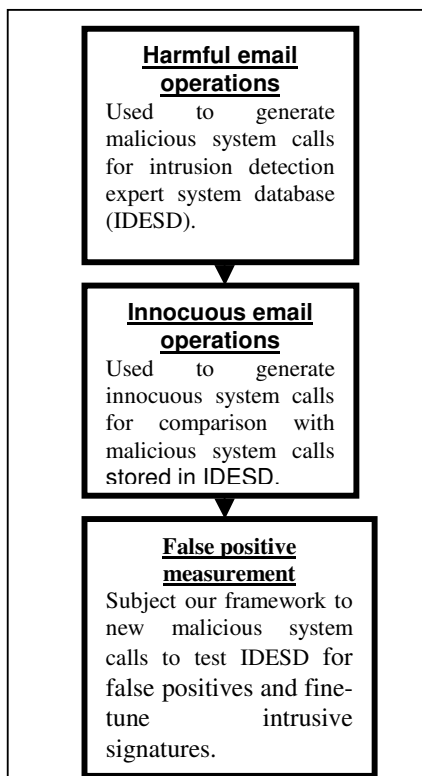 Harmful email
operations
Used to generate
malicious system calls
for intrusion detection
expert system database
(IDESD).
Innocuous email
operations
Used to generate
innocuous system calls
for comparison with
malicious system calls
stored in IDESD.
False positive
measurement
Subject our framework to
new malicious system
calls to test IDESD for
false positives and fine-
tune intrusive
signatures.